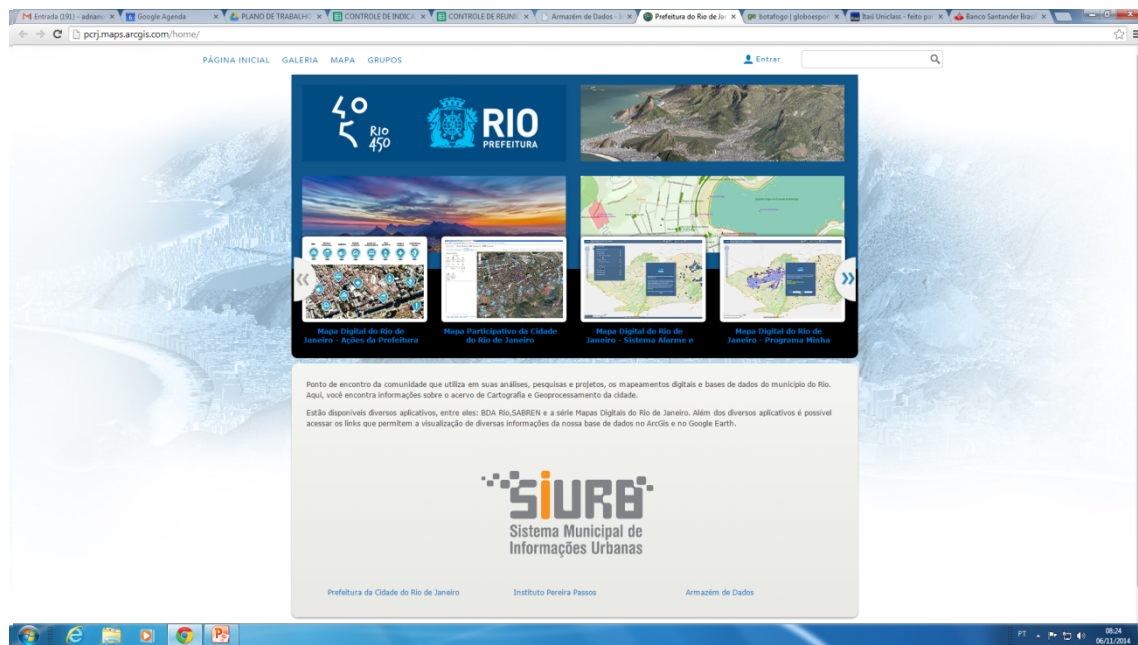 Entrada (191) - adriano
Google Agenda
PLANO DE TRABALHO
CONTROLE DE INDICA
CONTROLE DE REUNI
Armazém de Dados
Prefeitura do Rio de Jan
botafogo | globoespor
Itaú Uniclass - feito par
Banco Santander Brasi
pcrj.maps.arcgis.com/home/
PÁGINA INICIAL GALERIA MAPA GRUPOS
Entrar
RIO
450
RIO
PREFEITURA
Mapa Digital do Rio de
Janeiro - Ações da Prefeitura
Mapa Participativo da Cidade
do Rio de Janeiro
Mapa Digital do Rio de
Janeiro - Sistema Alarme e
Mapa Digital do Rio de
Janeiro - Programa Minha
Ponto de encontro da comunidade que utiliza em suas análises, pesquisas e projetos, os mapeamentos digitais e bases de dados do município do Rio.
Aqui, você encontra informações sobre o acervo de Cartografia e Geoprocessamento da cidade.
Estão disponíveis diversos aplicativos, entre eles: BDA Rio,SABREN e a série Mapas Digitais do Rio de Janeiro. Além dos diversos aplicativos é possível
acessar os links que permitem a visualização de diversas informações da nossa base de dados no ArcGis e no Google Earth.
SiURB
Sistema Municipal de
Informações Urbanas
Prefeitura da Cidade do Rio de Janeiro
Instituto Pereira Passos
Armazém de Dados
PT
08:24
06/11/2014